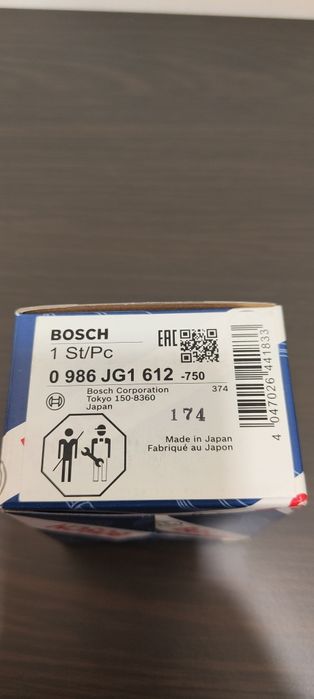 BOSCH
EAC
1 St/Pc
0 986 JG1 612 -750
Bosch Corporation
374
Tokyo 150-8360
Japan
174
Made in Japan
Fabriqué au Japon
4 047026 441833